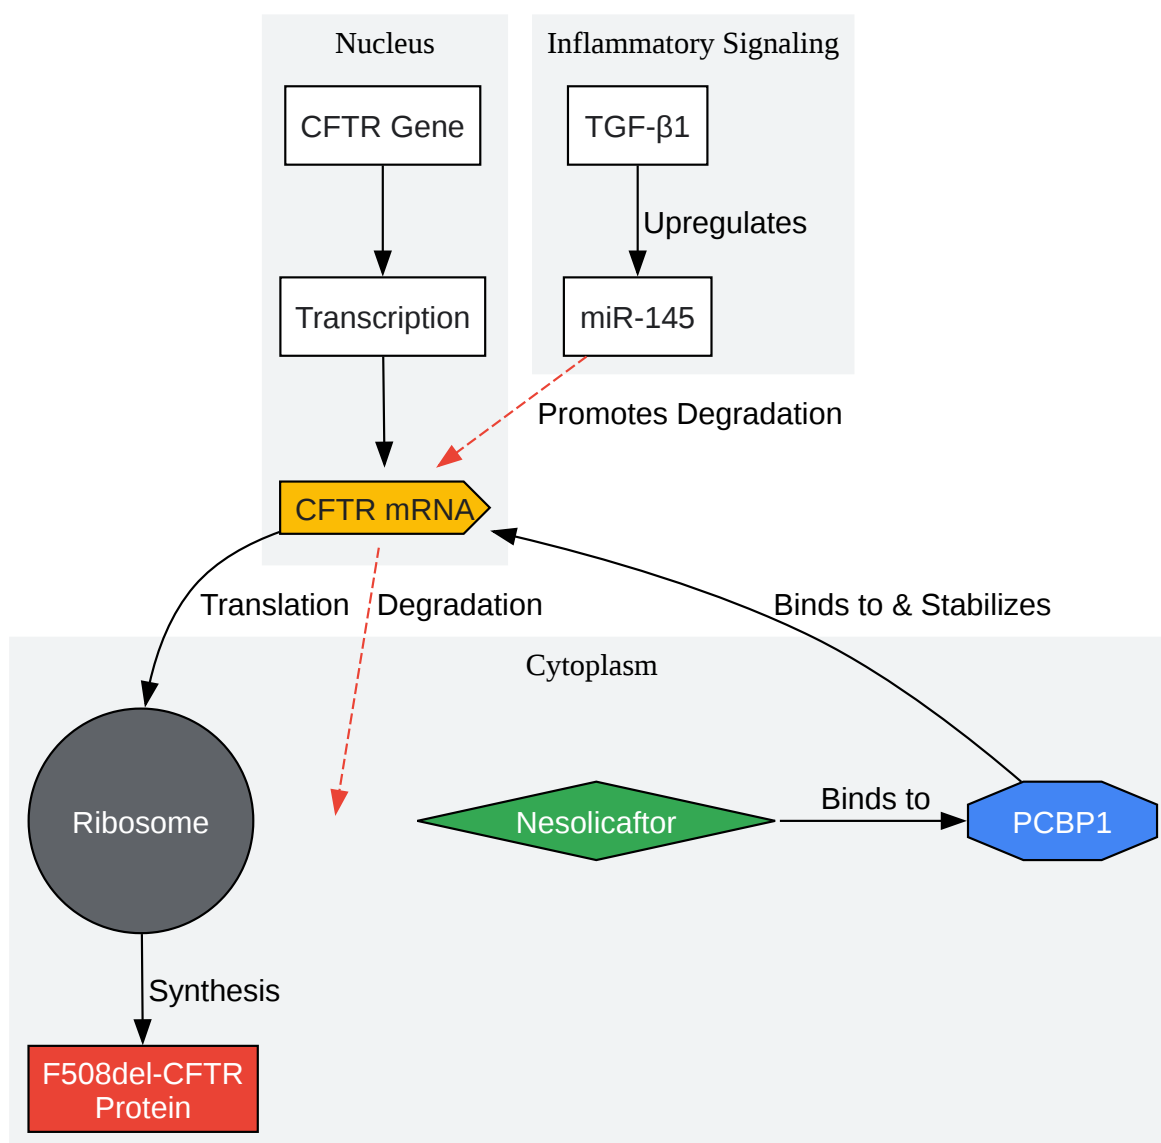 Nucleus
Inflammatory Signaling
CFTR Gene
TGF-β1
Upregulates
Transcription
miR-145
Promotes Degradation
CFTR mRNA
Translation
Degradation
Binds to & Stabilizes
Cytoplasm
Ribosome
Nesolicaftor
Binds to
PCBP1
Synthesis
F508del-CFTR
Protein